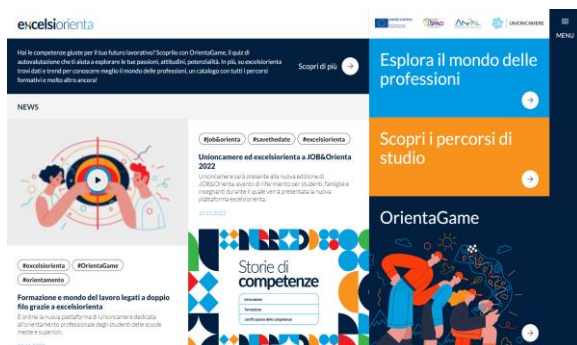 excelsiorienta
UNIONCAMERE
MENU
Hai le competenze giuste per il tuo futuro lavorativo? Scoprilo con OrientaGame, il quiz di
autovalutazione che ti aiuta a esplorare le tue passioni, attitudini, potenzialità. In più, su excelsiorienta
trovi dati e trend per conoscere meglio il mondo delle professioni, un catalogo con tutti i percorsi
formativi e molto altro ancora!
Scopri di più
NEWS
#job&orienta
#savethedate
#excelsiorienta
Unioncamere ed excelsiorienta a JOB&Orienta
2022
Unioncamere sarà presente alla nuova edizione di
JOB&Orienta, evento di riferimento per studenti, famiglie e
insegnanti durante il quale verrà presentata la nuova
piattaforma excelsiorienta.
#excelsiorienta
#OrientaGame
#orientamento
Formazione e mondo del lavoro legati a doppio
filo grazie a excelsiorienta
È online la nuova piattaforma di Unioncamere dedicata
all'orientamento professionale degli studenti delle scuole
medie e superiori.
Storie di
competenze
innovazione
formazione
certificazione delle competenze
Esplora il mondo delle
professioni
Scopri i percorsi di
studio
OrientaGame